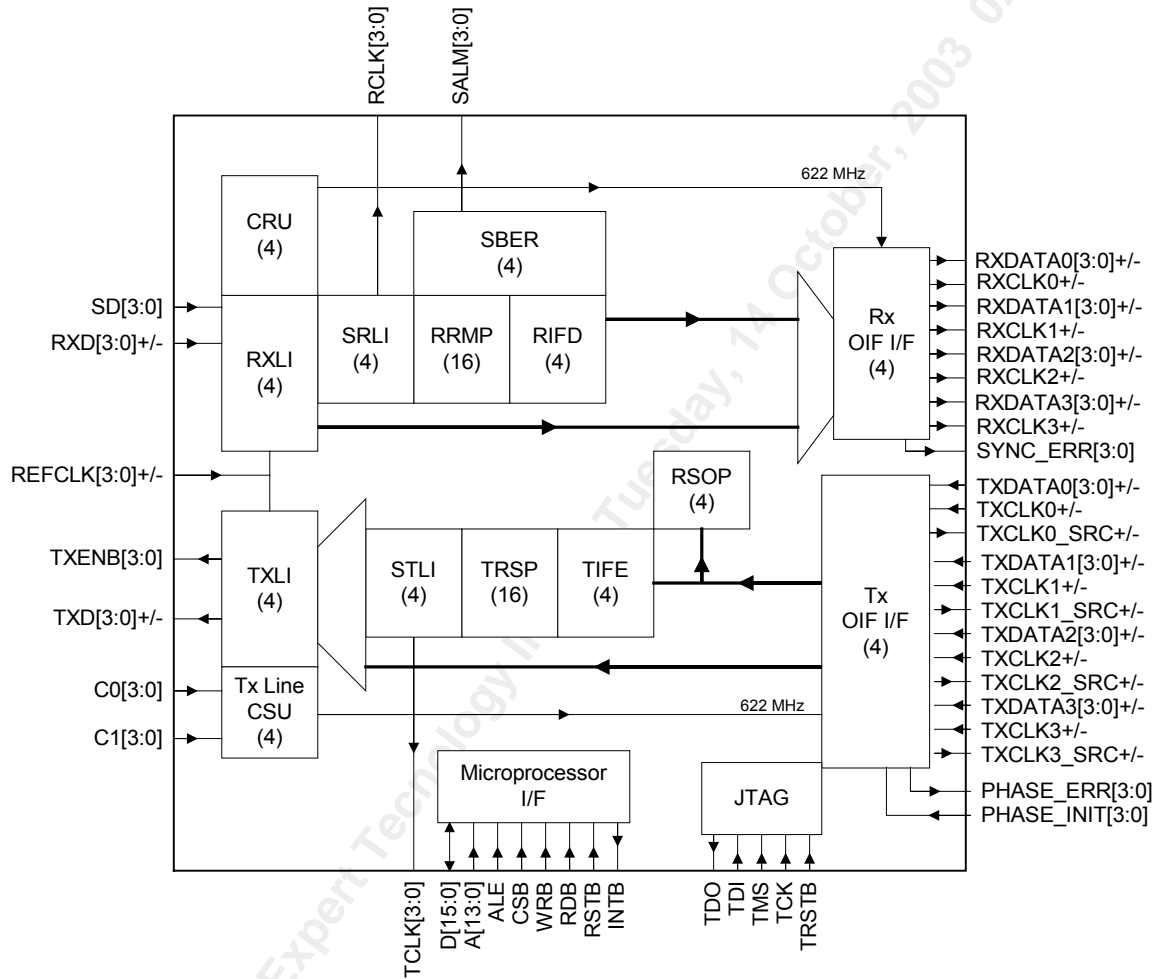 RCLK[3:0]
SALM[3:0]
622 MHz
CRU
(4)
SBER
(4)
SD[3:0]
RXD[3:0]+/-
RXLI
(4)
SRLI
(4)
RRMP
(16)
RIFD
(4)
Rx
OIF I/F
(4)
RXDATA0[3:0]+/-
RXCLK0+/-
RXDATA1[3:0]+/-
RXCLK1+/-
RXDATA2[3:0]+/-
RXCLK2+/-
RXDATA3[3:0]+/-
RXCLK3+/-
SYNC_ERR[3:0]
REFCLK[3:0]+/-
RSOP
(4)
TXENB[3:0]
TXD[3:0]+/-
TXLI
(4)
STLI
(4)
TRSP
(16)
TIFE
(4)
Tx
OIF I/F
(4)
TXDATA0[3:0]+/-
TXCLK0+/-
TXCLK0_SRC+/-
TXDATA1[3:0]+/-
TXCLK1+/-
TXCLK1_SRC+/-
TXDATA2[3:0]+/-
TXCLK2+/-
TXCLK2_SRC+/-
TXDATA3[3:0]+/-
TXCLK3+/-
TXCLK3_SRC+/-
C0[3:0]
C1[3:0]
Tx Line
CSU
(4)
622 MHz
PHASE_ERR[3:0]
PHASE_INIT[3:0]
Microprocessor
I/F
JTAG
TCLK[3:0]
D[15:0]
A[13:0]
ALE
CSB
WRB
RDB
RSTB
INTB
TDO
TDI
TMS
TCK
TRSTB
Expert Tecnology Tuesday, 14 October, 2003